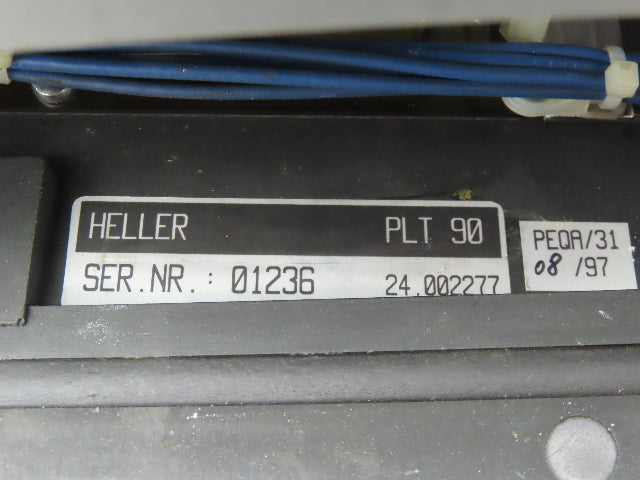 HELLER PLT 90
SER.NR.: 01236 24.002277
PEQA/31
08 /97